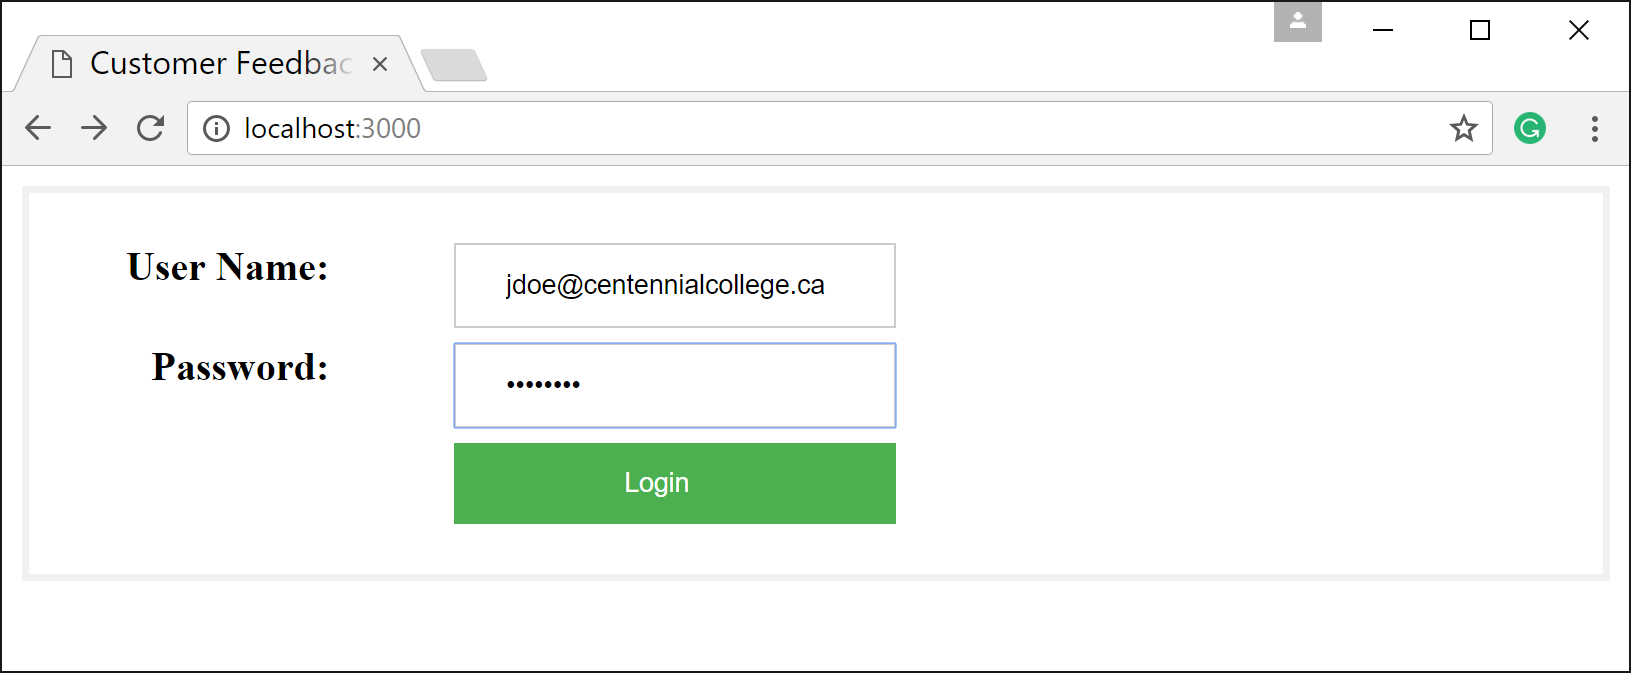 Customer Feedbac
localhost:3000
User Name:
jdoe@centennialcollege.ca
Password:
••••••••
Login